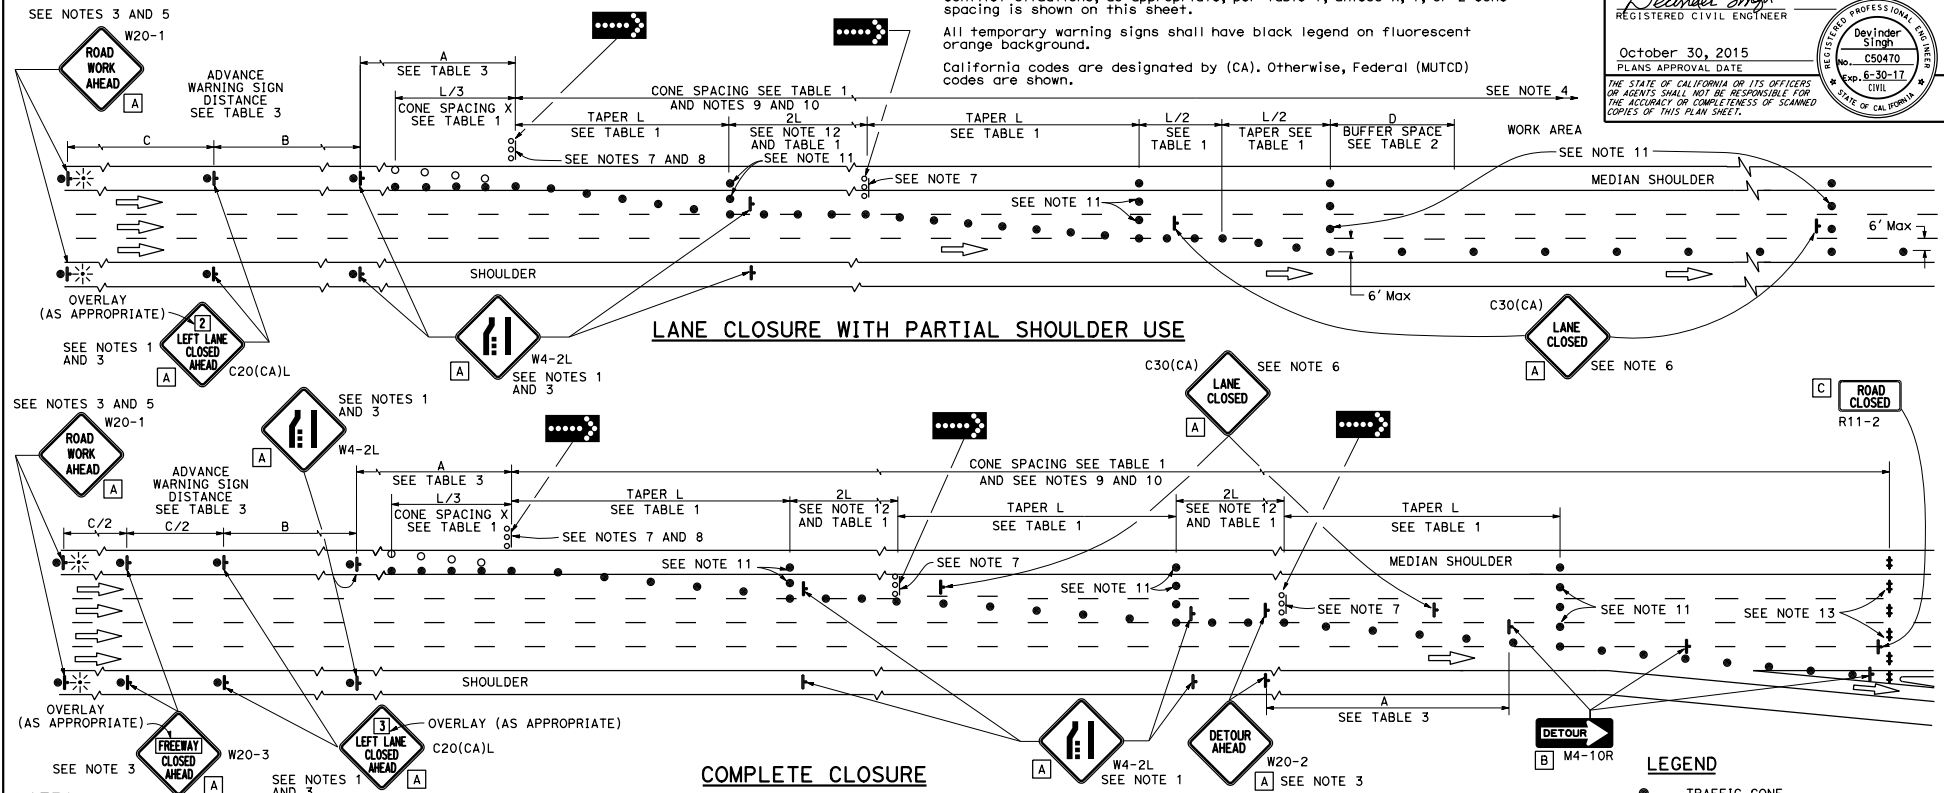 spacing is shown on this sheet.
All temporary warning signs shall have black legend on fluorescent
orange background.
California codes are designated by (CA). Otherwise, Federal (MUTCD)
codes are shown.
REGISTERED CIVIL ENGINEER
October 30, 2015
PLANS APPROVAL DATE
THE STATE OF CALIFORNIA OR ITS OFFICERS
OR AGENTS SHALL NOT BE RESPONSIBLE FOR
THE ACCURACY OR COMPLETENESS OF SCANNED
COPIES OF THIS PLAN SHEET.
REGISTERED PROFESSIONAL ENGINEER
Devinder
Singh
No. C50470
Exp. 6-30-17
CIVIL
STATE OF CALIFORNIA
SEE NOTES 3 AND 5
W20-1
ROAD
WORK
AHEAD
A
ADVANCE
WARNING SIGN
DISTANCE
SEE TABLE 3
A
SEE TABLE 3
L/3
CONE SPACING X
SEE TABLE 1
CONE SPACING SEE TABLE 1
AND NOTES 9 AND 10
SEE NOTE 4
C
B
TAPER L
SEE TABLE 1
2L
SEE NOTE 12
AND TABLE 1
TAPER L
SEE TABLE 1
L/2
SEE
TABLE 1
L/2
TAPER SEE
TABLE 1
D
BUFFER SPACE
SEE TABLE 2
WORK AREA
SEE NOTES 7 AND 8
SEE NOTE 11
SEE NOTE 11
SEE NOTE 7
MEDIAN SHOULDER
SEE NOTE 11
6' Max
SHOULDER
6' Max
OVERLAY
(AS APPROPRIATE)
2
LEFT LANE
CLOSED
AHEAD
SEE NOTES 1
AND 3
A
C20(CA)L
A
W4-2L
SEE NOTES 1
AND 3
LANE CLOSURE WITH PARTIAL SHOULDER USE
C30(CA)
LANE
CLOSED
A
SEE NOTE 6
SEE NOTES 3 AND 5
W20-1
ROAD
WORK
AHEAD
A
SEE NOTES 1
AND 3
A
W4-2L
C30(CA)
LANE
CLOSED
SEE NOTE 6
A
C
ROAD
CLOSED
R11-2
ADVANCE
WARNING SIGN
DISTANCE
SEE TABLE 3
A
SEE TABLE 3
CONE SPACING SEE TABLE 1
AND SEE NOTES 9 AND 10
L/3
CONE SPACING X
SEE TABLE 1
TAPER L
SEE TABLE 1
2L
SEE NOTE 12
AND TABLE 1
TAPER L
SEE TABLE 1
2L
SEE NOTE 12
AND TABLE 1
TAPER L
SEE TABLE 1
C/2
C/2
B
SEE NOTES 7 AND 8
SEE NOTE 11
SEE NOTE 7
SEE NOTE 11
MEDIAN SHOULDER
SEE NOTE 7
SEE NOTE 11
SEE NOTE 13
SHOULDER
A
SEE TABLE 3
OVERLAY
(AS APPROPRIATE)
FREEWAY
CLOSED
AHEAD
W20-3
SEE NOTE 3
A
3
LEFT LANE
CLOSED
AHEAD
OVERLAY (AS APPROPRIATE)
C20(CA)L
A
SEE NOTES 1
AND 3
COMPLETE CLOSURE
A
W4-2L
SEE NOTE 1
DETOUR
AHEAD
W20-2
A
SEE NOTE 3
DETOUR
B
M4-10R
LEGEND
TRAFFIC CONE